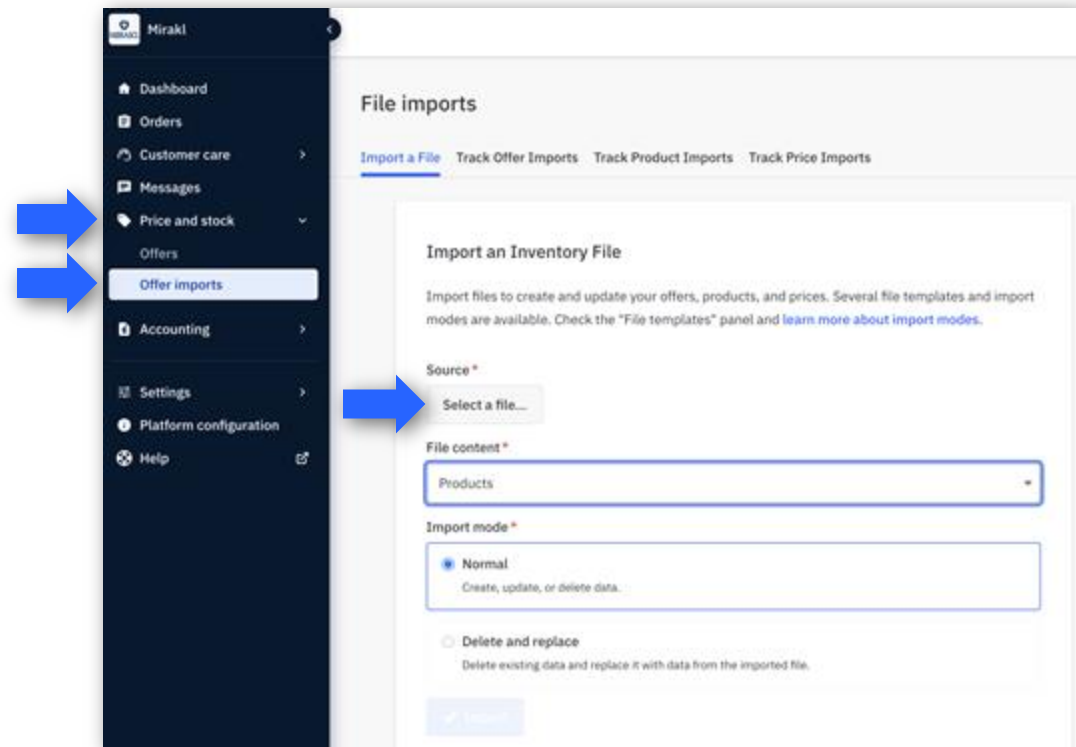 MIRAKL
Mirakl
Dashboard
Orders
Customer care
Messages
Price and stock
Offers
Offer imports
Accounting
Settings
Platform configuration
Help
File imports
Import a File Track Offer Imports Track Product Imports Track Price Imports
Import an Inventory File
Import files to create and update your offers, products, and prices. Several file templates and import
modes are available. Check the "File templates" panel and learn more about import modes.
Source *
Select a file...
File content *
Products
Import mode *
Normal
Create, update, or delete data.
Delete and replace
Delete existing data and replace it with data from the imported file.
Import